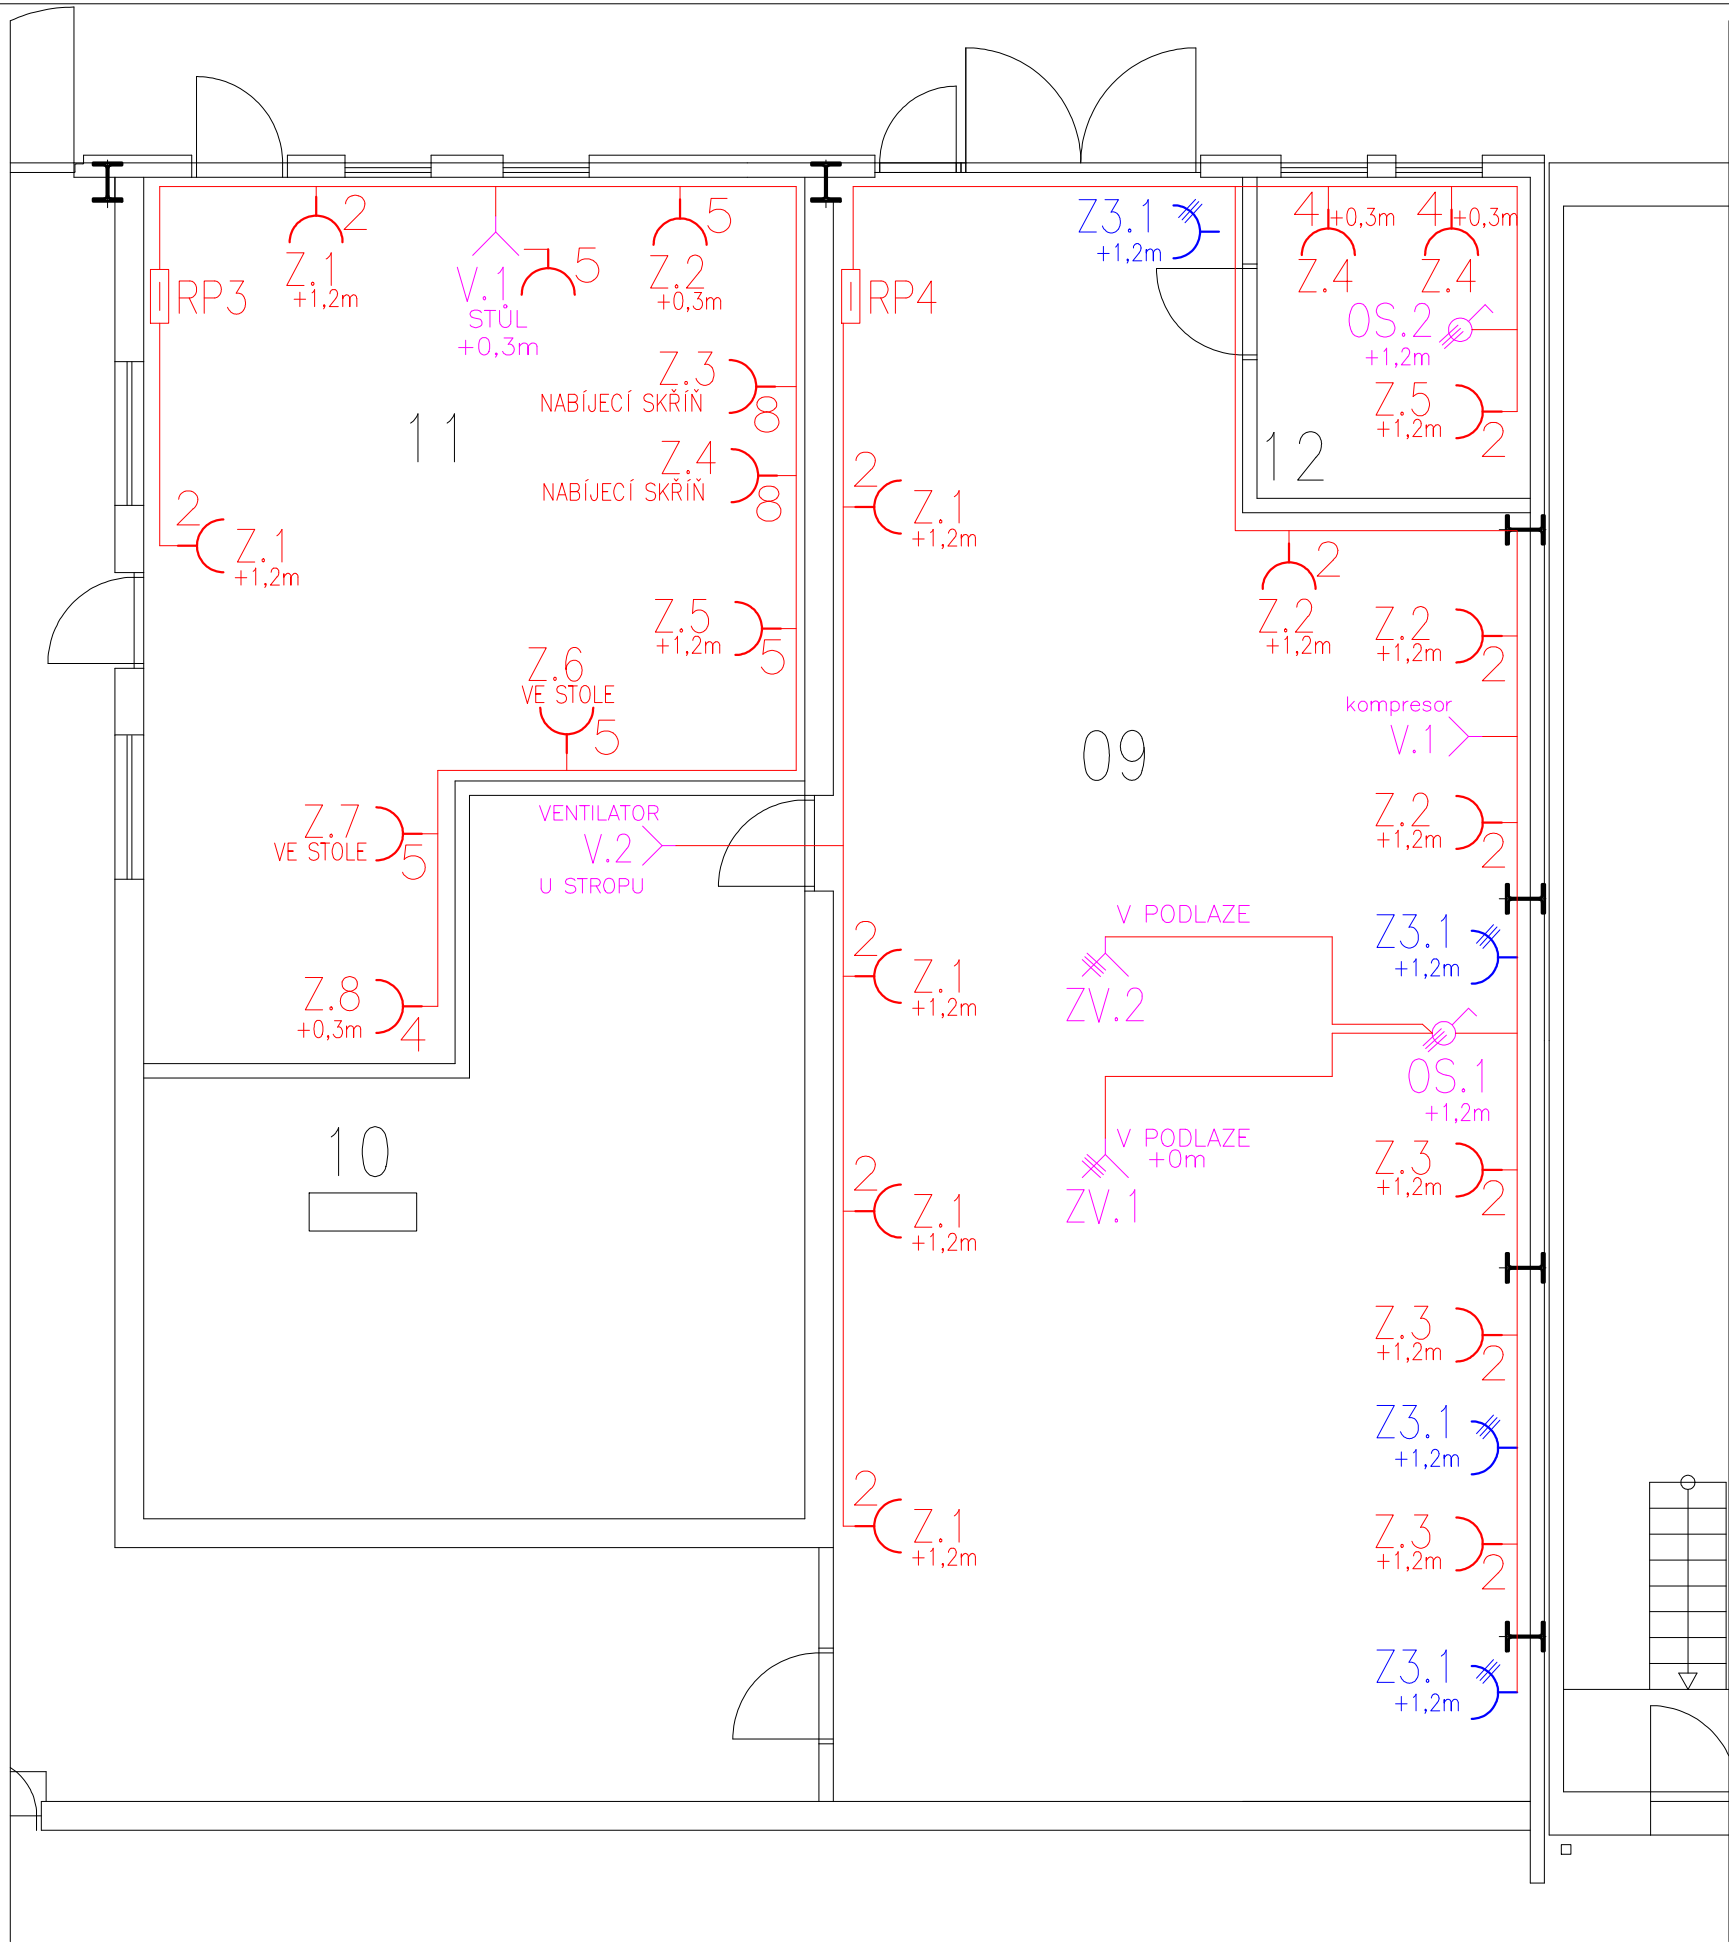 2
Z.1
+1,2m
V.1
STŮL
+0,3m
5
5
Z.2
+0,3m
RP3
Z.3
NABÍJECÍ SKŘÍŇ
8
Z.4
NABÍJECÍ SKŘÍŇ
8
11
2
Z.1
+1,2m
Z.5
+1,2m
5
Z.6
VE STOLE
5
Z.7
VE STOLE
5
Z.8
+0,3m
4
VENTILATOR
V.2
U STROPU
10
RP4
Z3.1
+1,2m
4
+0,3m
Z.4
4
+0,3m
Z.4
OS.2
+1,2m
Z.5
+1,2m
2
12
2
Z.1
+1,2m
2
Z.2
+1,2m
Z.2
+1,2m
2
kompresor
V.1
09
Z.2
+1,2m
2
V PODLAZE
ZV.2
Z3.1
+1,2m
2
Z.1
+1,2m
OS.1
+1,2m
V PODLAZE
+0m
ZV.1
Z.3
+1,2m
2
2
Z.1
+1,2m
Z.3
+1,2m
2
Z3.1
+1,2m
2
Z.1
+1,2m
Z.3
+1,2m
2
Z3.1
+1,2m